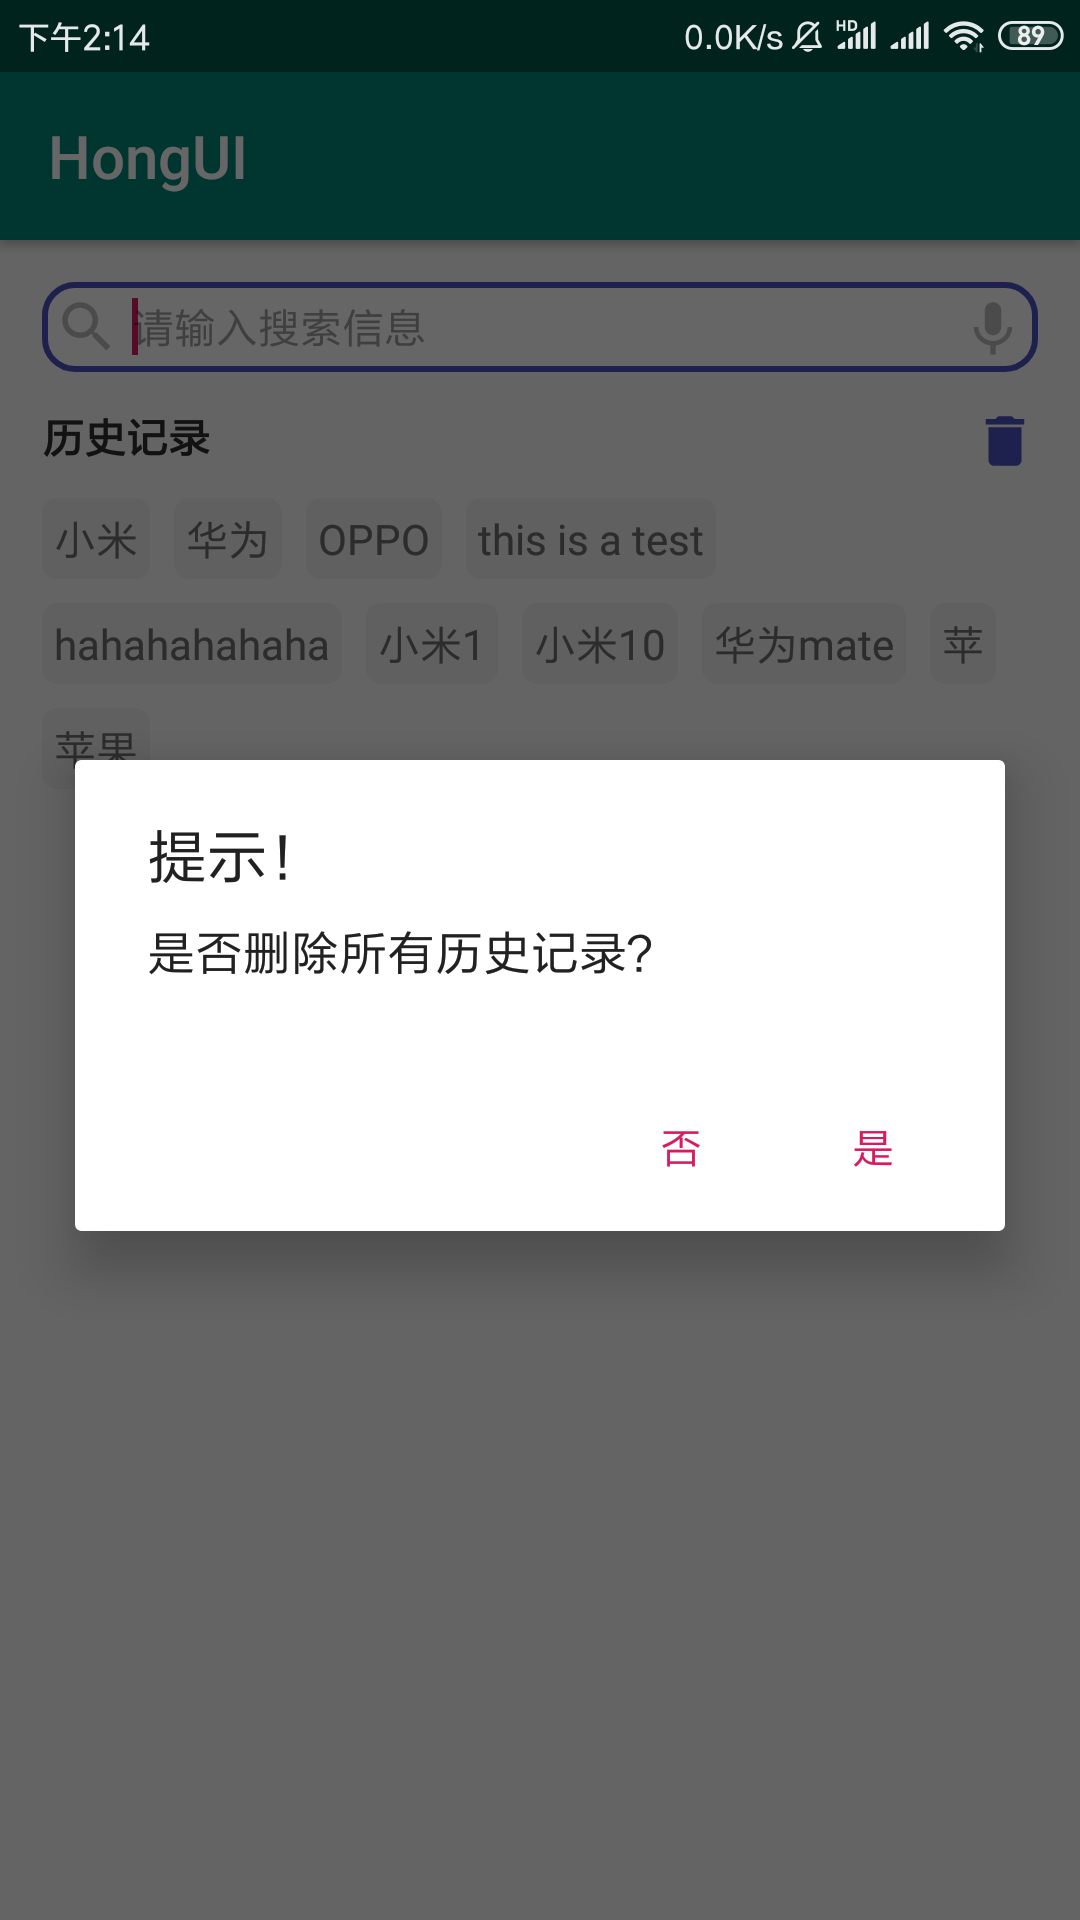 下午2:14 0.0K/s HD 89
HongUI
请输入搜索信息
历史记录
小米 华为 OPPO this is a test
hahahahahaha 小米1 小米10 华为mate 苹
苹果
提示！
是否删除所有历史记录？
否 是